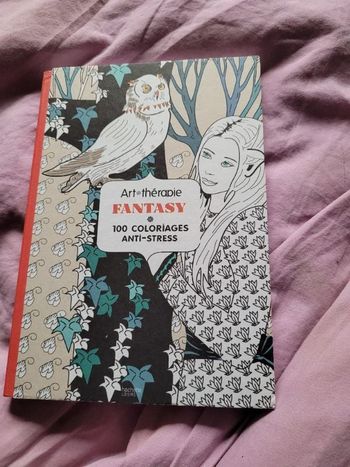 Art-thérapie
FANTASY
100 COLORIAGES
ANTI-STRESS